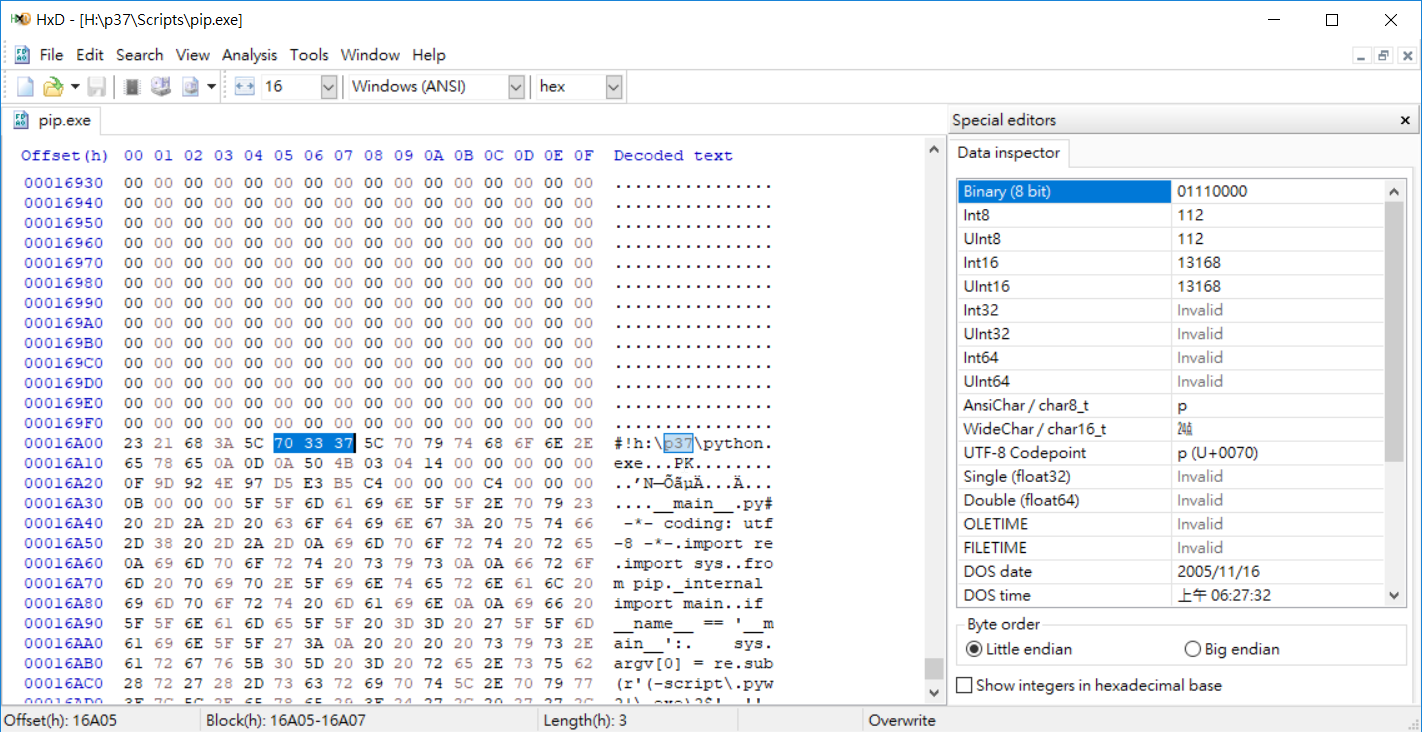 HxD - [H:\p37\Scripts\pip.exe]
File Edit Search View Analysis Tools Window Help
16 Windows (ANSI) hex
pip.exe
Offset(h) 00 01 02 03 04 05 06 07 08 09 0A 0B 0C 0D 0E 0F Decoded text
00016930 00 00 00 00 00 00 00 00 00 00 00 00 00 00 00 00 ................
00016940 00 00 00 00 00 00 00 00 00 00 00 00 00 00 00 00 ................
00016950 00 00 00 00 00 00 00 00 00 00 00 00 00 00 00 00 ................
00016960 00 00 00 00 00 00 00 00 00 00 00 00 00 00 00 00 ................
00016970 00 00 00 00 00 00 00 00 00 00 00 00 00 00 00 00 ................
00016980 00 00 00 00 00 00 00 00 00 00 00 00 00 00 00 00 ................
00016990 00 00 00 00 00 00 00 00 00 00 00 00 00 00 00 00 ................
000169A0 00 00 00 00 00 00 00 00 00 00 00 00 00 00 00 00 ................
000169B0 00 00 00 00 00 00 00 00 00 00 00 00 00 00 00 00 ................
000169C0 00 00 00 00 00 00 00 00 00 00 00 00 00 00 00 00 ................
000169D0 00 00 00 00 00 00 00 00 00 00 00 00 00 00 00 00 ................
000169E0 00 00 00 00 00 00 00 00 00 00 00 00 00 00 00 00 ................
000169F0 00 00 00 00 00 00 00 00 00 00 00 00 00 00 00 00 ................
00016A00 23 21 68 3A 5C 70 33 37 5C 70 79 74 68 6F 6E 2E #!h:\p37\python.
00016A10 65 78 65 0A 0D 0A 50 4B 03 04 14 00 00 00 00 00 exe...PK........
00016A20 0F 9D 92 4E 97 D5 E3 B5 C4 00 00 00 C4 00 00 00 ..’N—ÕãµÄ...Ä...
00016A30 0B 00 00 00 5F 5F 6D 61 69 6E 5F 5F 2E 70 79 23 ....__main__.py#
00016A40 20 2D 2A 2D 20 63 6F 64 69 6E 67 3A 20 75 74 66 -*- coding: utf
00016A50 2D 38 20 2D 2A 2D 0A 69 6D 70 6F 72 74 20 72 65 -8 -*-.import re
00016A60 0A 69 6D 70 6F 72 74 20 73 79 73 0A 0A 66 72 6F .import sys..fro
00016A70 6D 20 70 69 70 2E 5F 69 6E 74 65 72 6E 61 6C 20 m pip._internal
00016A80 69 6D 70 6F 72 74 20 6D 61 69 6E 0A 0A 69 66 20 import main..if
00016A90 5F 5F 6E 61 6D 65 5F 5F 20 3D 3D 20 27 5F 5F 6D __name__ == '__m
00016AA0 61 69 6E 5F 5F 27 3A 0A 20 20 20 20 73 79 73 2E ain__':.    sys.
00016AB0 61 72 67 76 5B 30 5D 20 3D 20 72 65 2E 73 75 62 argv[0] = re.sub
00016AC0 28 72 27 28 2D 73 63 72 69 70 74 5C 2E 70 79 77 (r'(-script\.pyw
Special editors
Data inspector
Binary (8 bit) 01110000
Int8 112
UInt8 112
Int16 13168
UInt16 13168
Int32 Invalid
UInt32 Invalid
Int64 Invalid
UInt64 Invalid
AnsiChar / char8_t p
WideChar / char16_t ㍰
UTF-8 Codepoint p (U+0070)
Single (float32) Invalid
Double (float64) Invalid
OLETIME Invalid
FILETIME Invalid
DOS date 2005/11/16
DOS time 上午 06:27:32
Byte order
Little endian Big endian
Show integers in hexadecimal base
Offset(h): 16A05 Block(h): 16A05-16A07 Length(h): 3 Overwrite